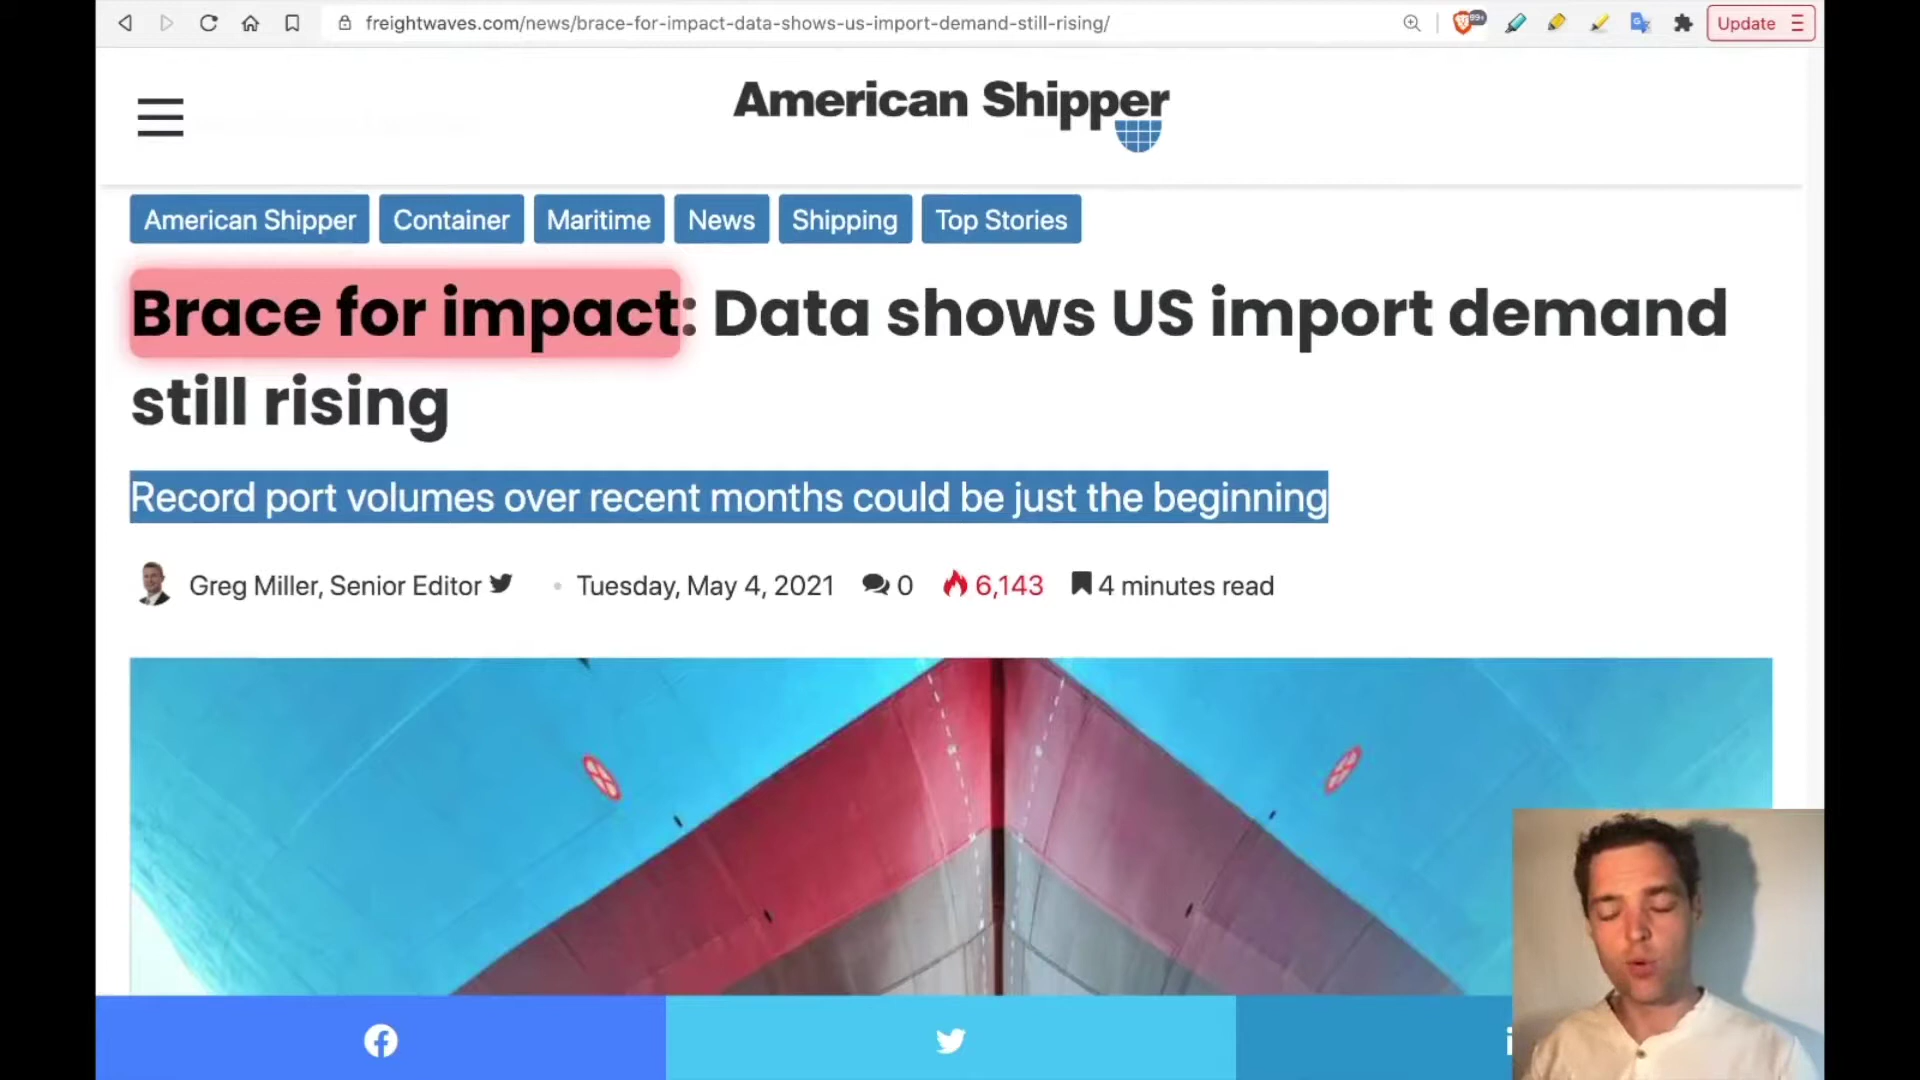 freightwaves.com/news/brace-for-impact-data-shows-us-import-demand-still-rising/
99+
Update
American Shipper
American Shipper
Container
Maritime
News
Shipping
Top Stories
Brace for impact: Data shows US import demand
still rising
Record port volumes over recent months could be just the beginning
Greg Miller, Senior Editor
Tuesday, May 4, 2021
0
6,143
4 minutes read